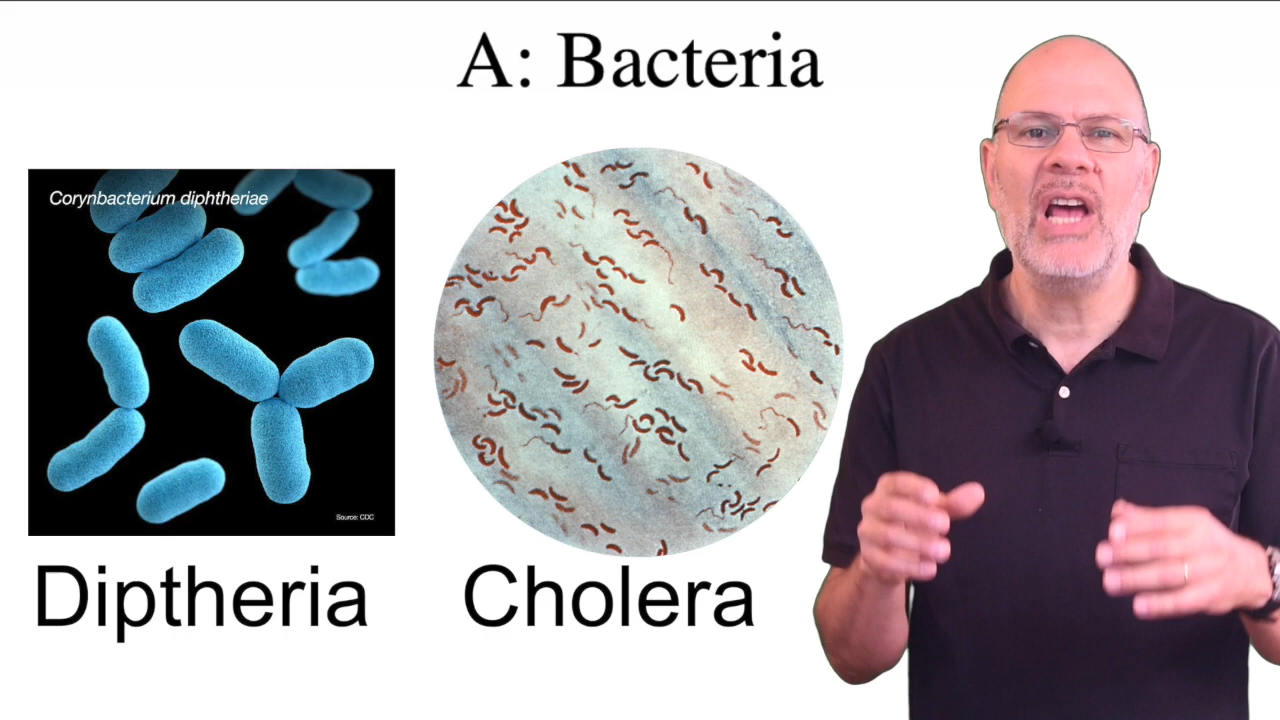 A: Bacteria
Corynbacterium diphtheriae
Source: CDC
Diptheria
Cholera